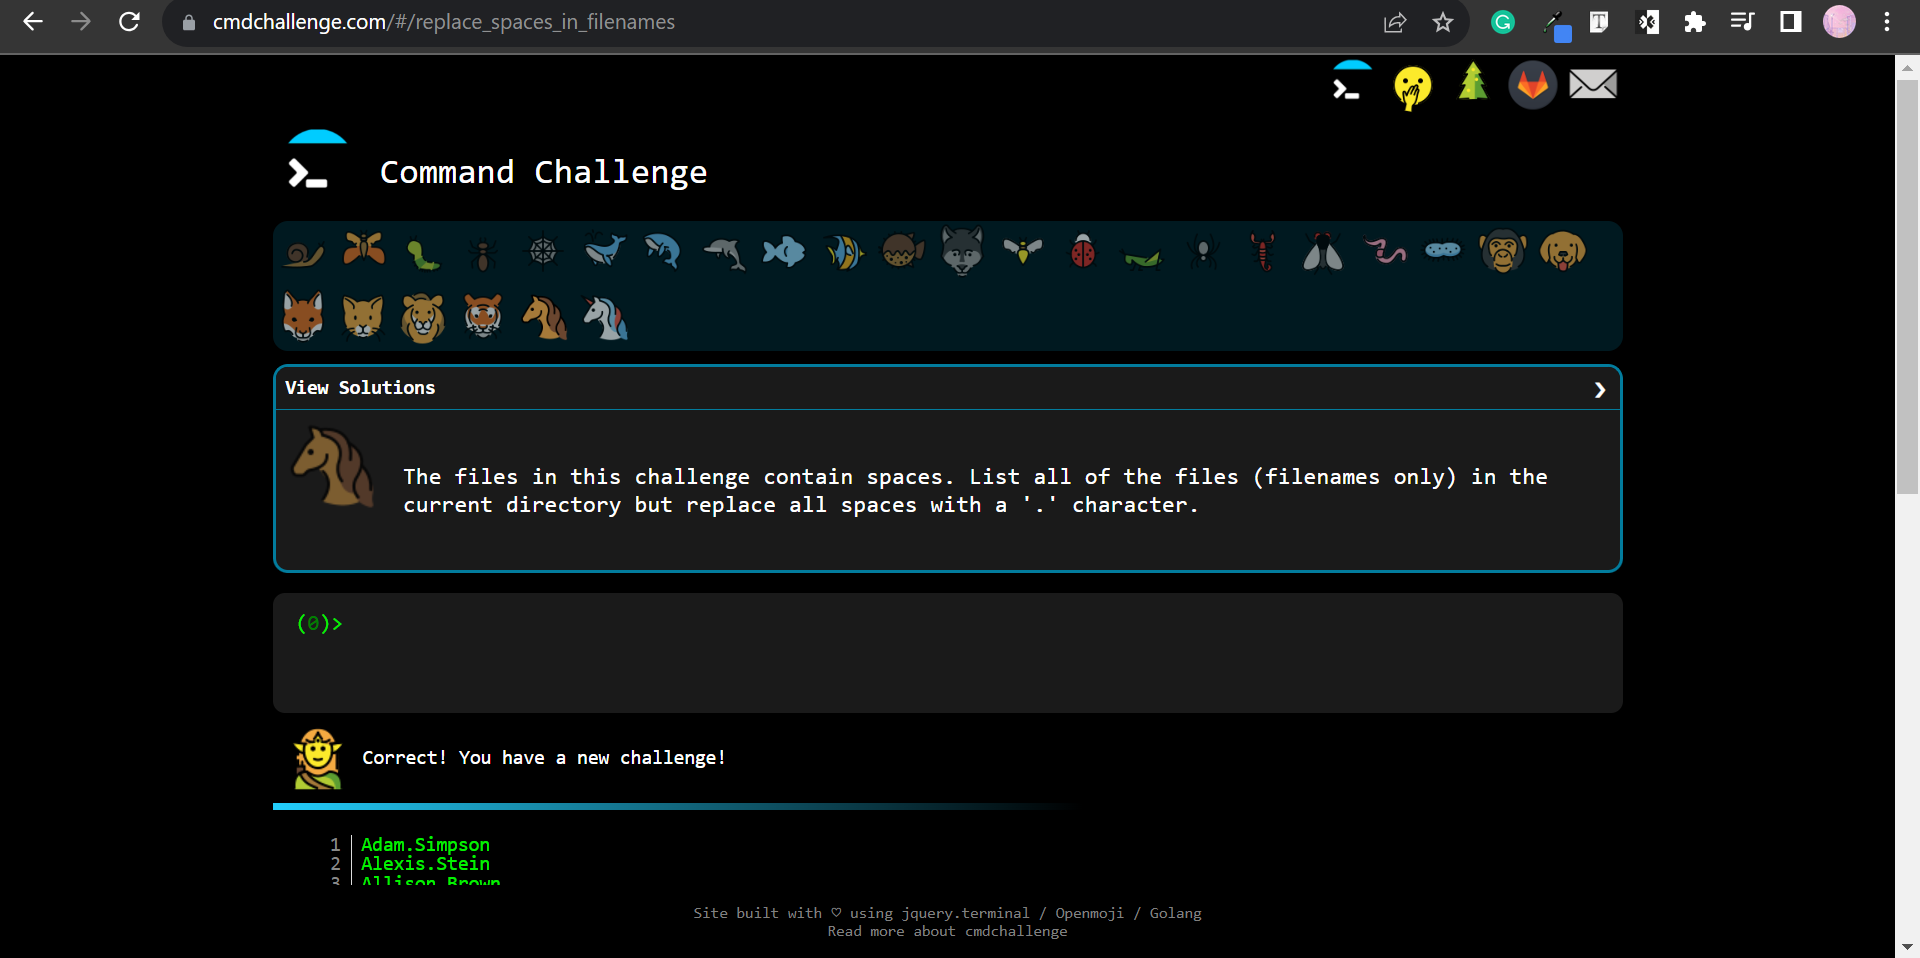 cmdchallenge.com/#/replace_spaces_in_filenames
Command Challenge
View Solutions
The files in this challenge contain spaces. List all of the files (filenames only) in the
current directory but replace all spaces with a '.' character.
(0)>
Correct! You have a new challenge!
1 Adam.Simpson
2 Alexis.Stein
3 Allison.Brown
Site built with ♡ using jquery.terminal / Openmoji / Golang
Read more about cmdchallenge